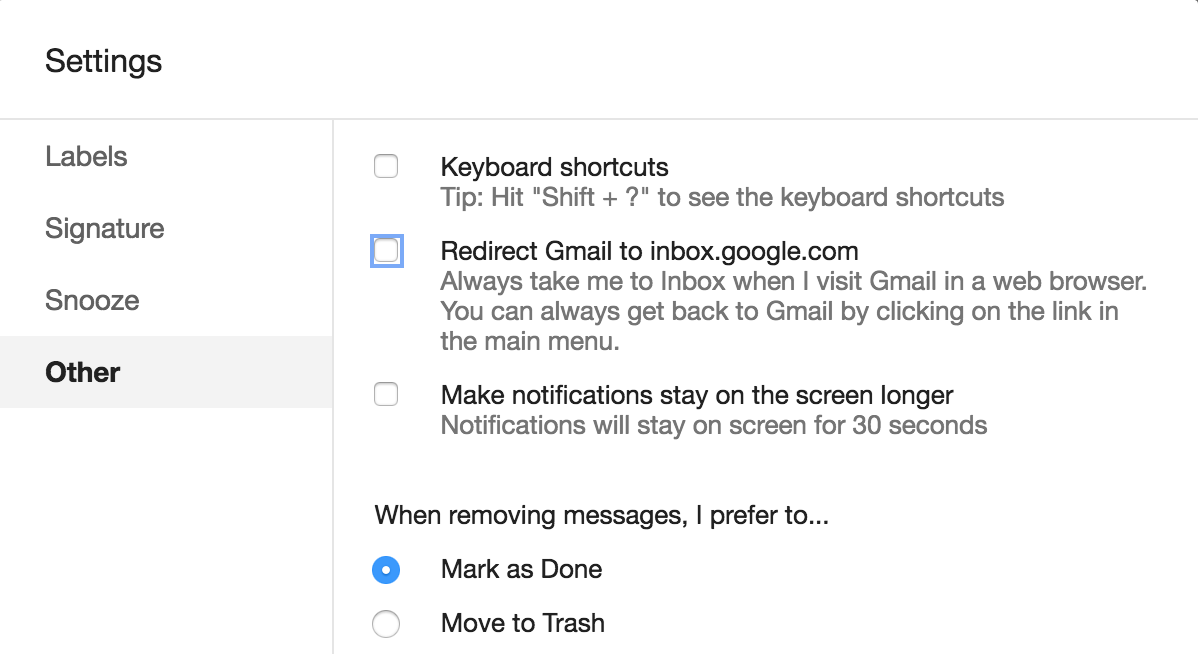 Settings
Labels
Signature
Snooze
Other
Keyboard shortcuts
Tip: Hit "Shift + ?" to see the keyboard shortcuts
Redirect Gmail to inbox.google.com
Always take me to Inbox when I visit Gmail in a web browser.
You can always get back to Gmail by clicking on the link in
the main menu.
Make notifications stay on the screen longer
Notifications will stay on screen for 30 seconds
When removing messages, I prefer to...
Mark as Done
Move to Trash